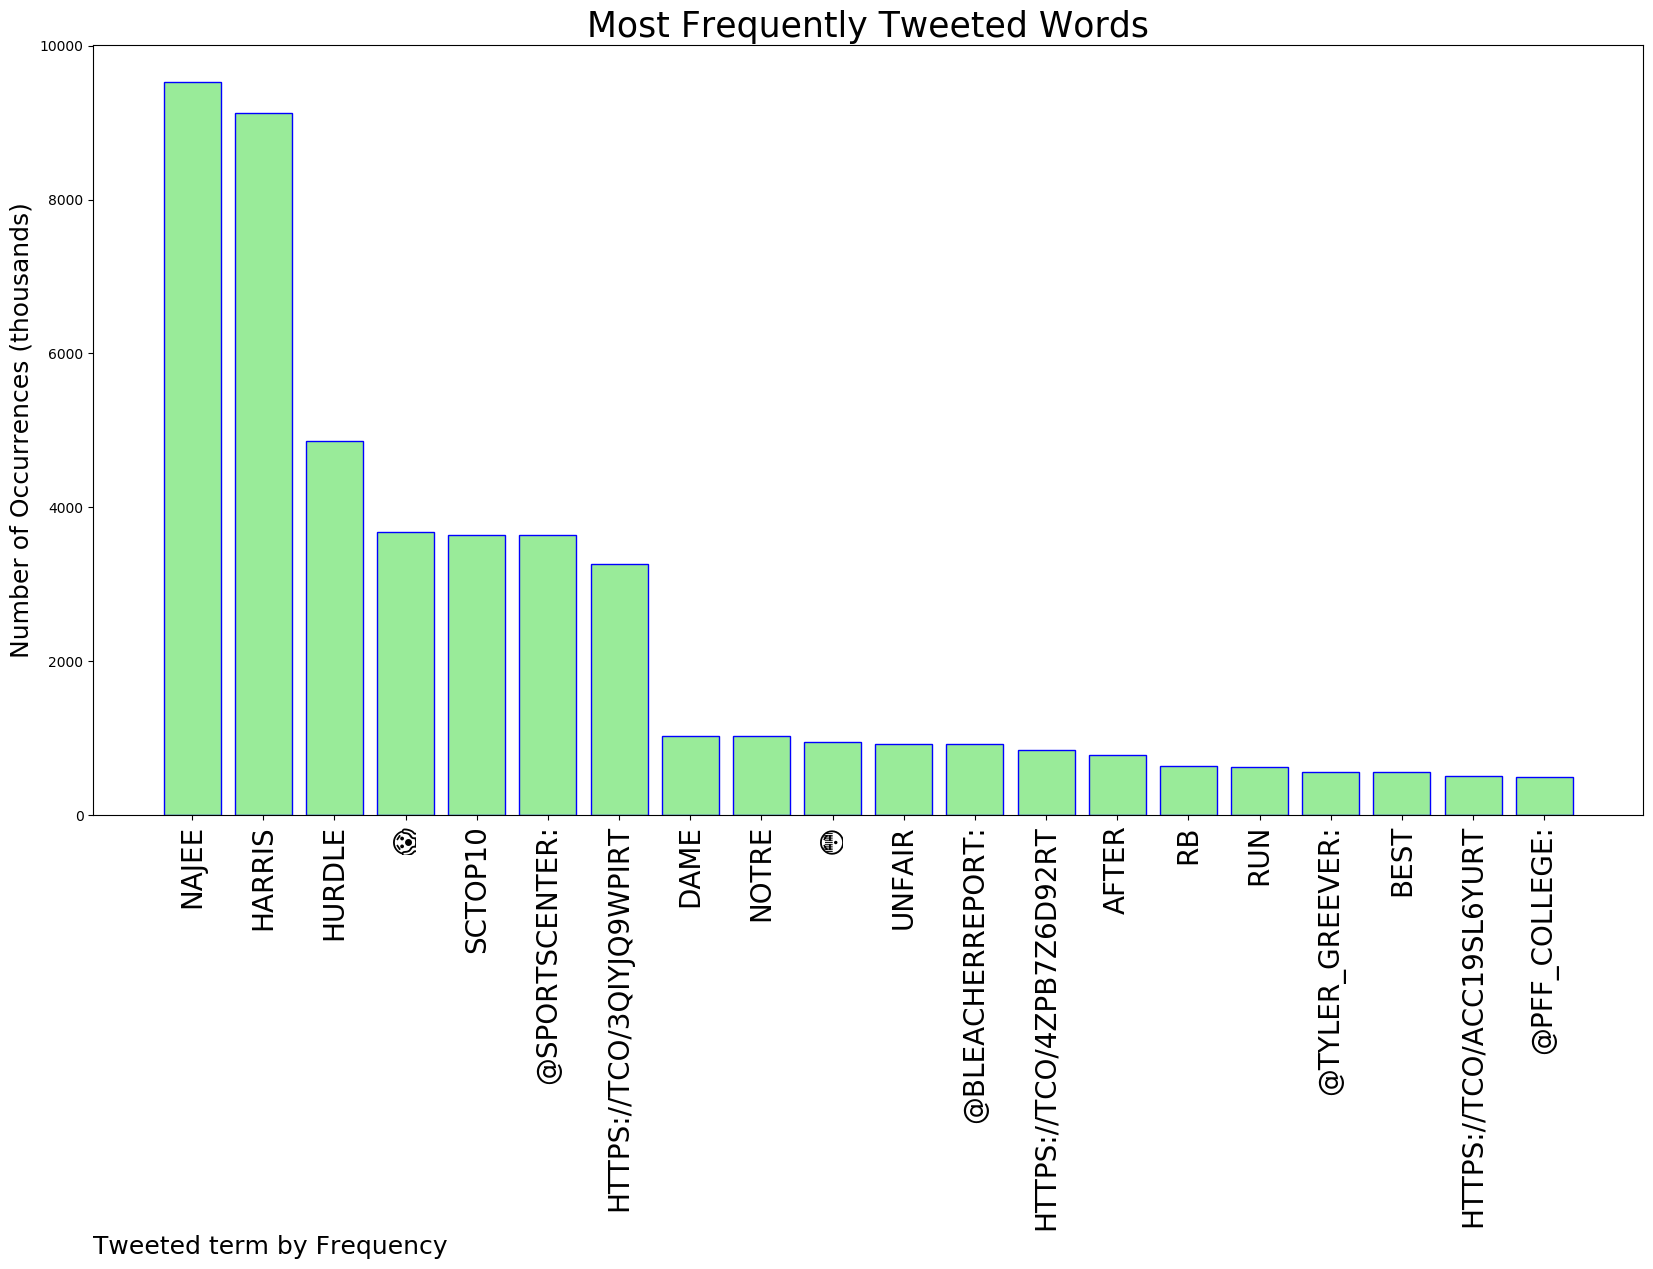 Most Frequently Tweeted Words
Number of Occurrences (thousands)
10000
8000
6000
4000
2000
0
NAJEE
HARRIS
HURDLE
😱
SCTOP10
@SPORTSCENTER:
HTTPS://TCO/3QIYJQ9WPIRT
DAME
NOTRE
😳
UNFAIR
@BLEACHERREPORT:
HTTPS://TCO/4ZPB7Z6D92RT
AFTER
RB
RUN
@TYLER_GREEVER:
BEST
HTTPS://TCO/ACC19SL6YURT
@PFF_COLLEGE:
Tweeted term by Frequency